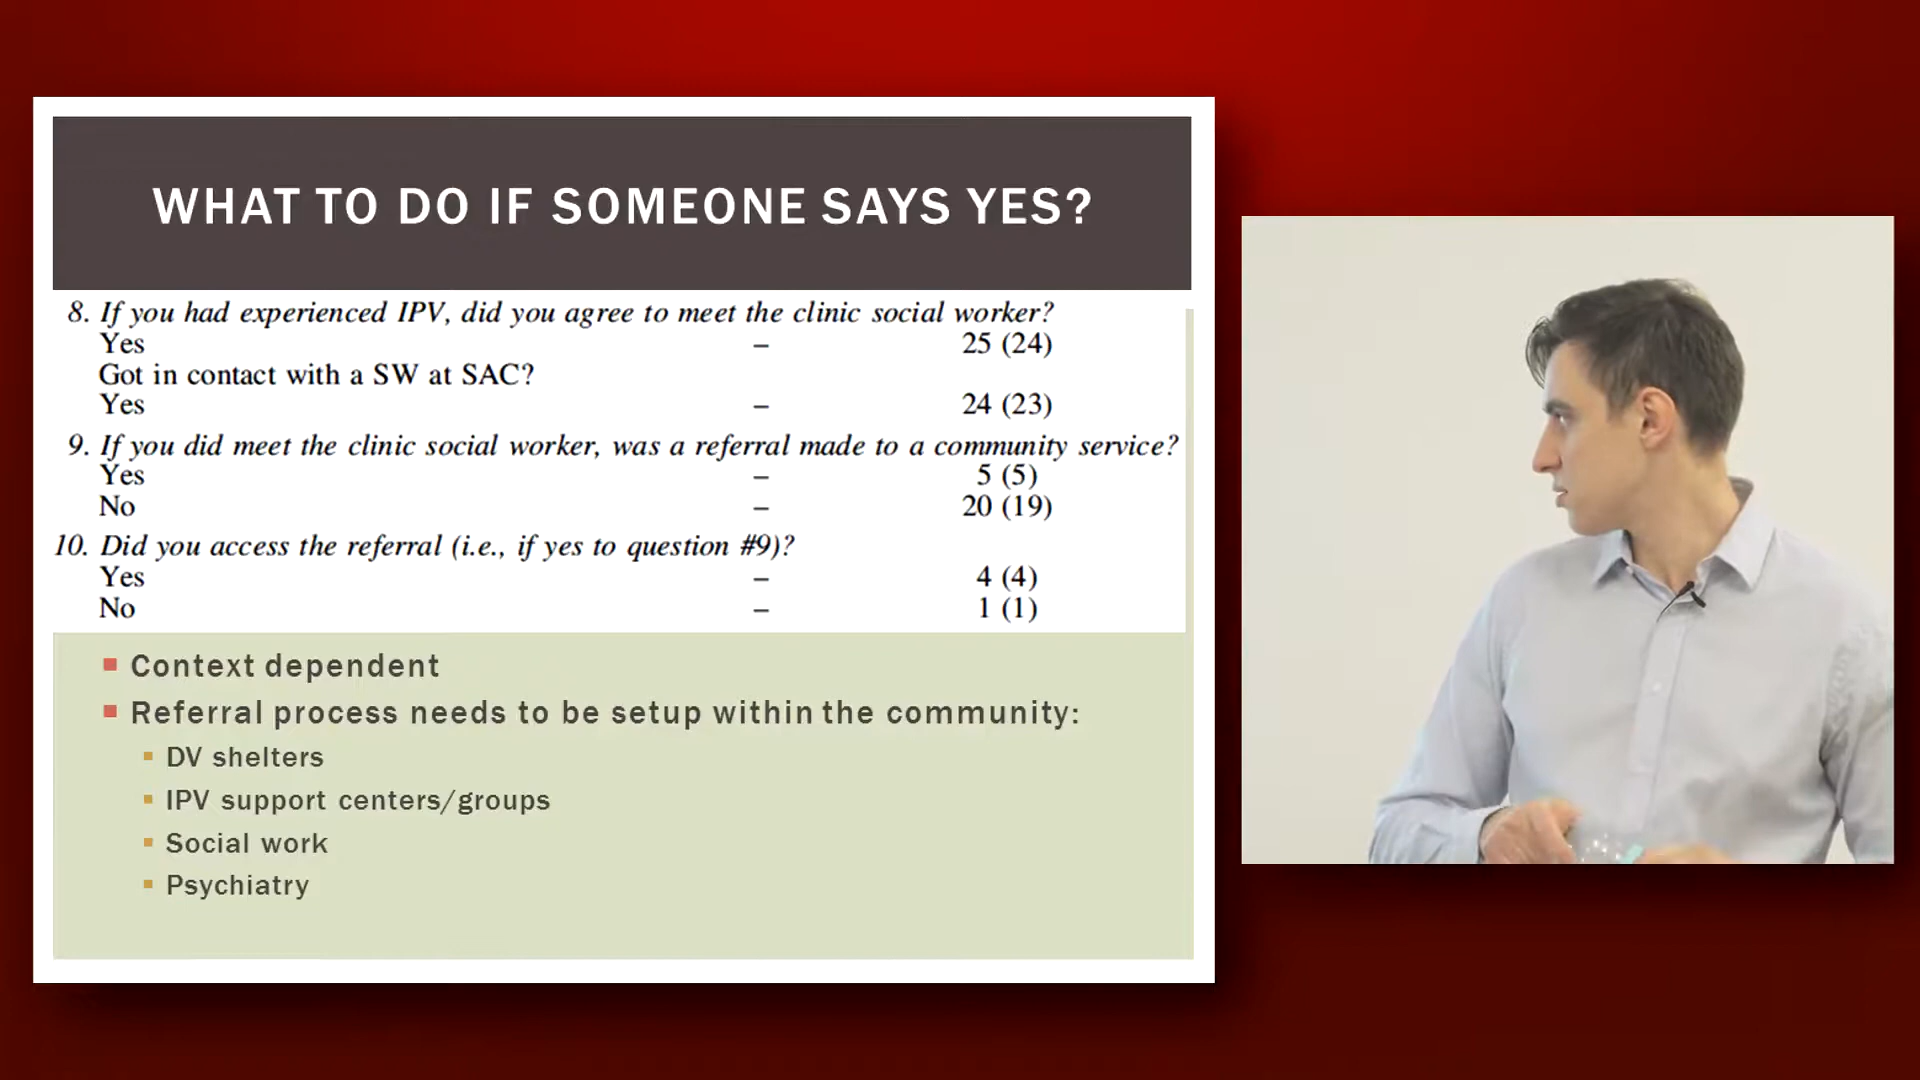 WHAT TO DO IF SOMEONE SAYS YES?
8. If you had experienced IPV, did you agree to meet the clinic social worker?
Yes – 25 (24)
Got in contact with a SW at SAC?
Yes – 24 (23)
9. If you did meet the clinic social worker, was a referral made to a community service?
Yes – 5 (5)
No – 20 (19)
10. Did you access the referral (i.e., if yes to question #9)?
Yes – 4 (4)
No – 1 (1)
Context dependent
Referral process needs to be setup within the community:
DV shelters
IPV support centers/groups
Social work
Psychiatry